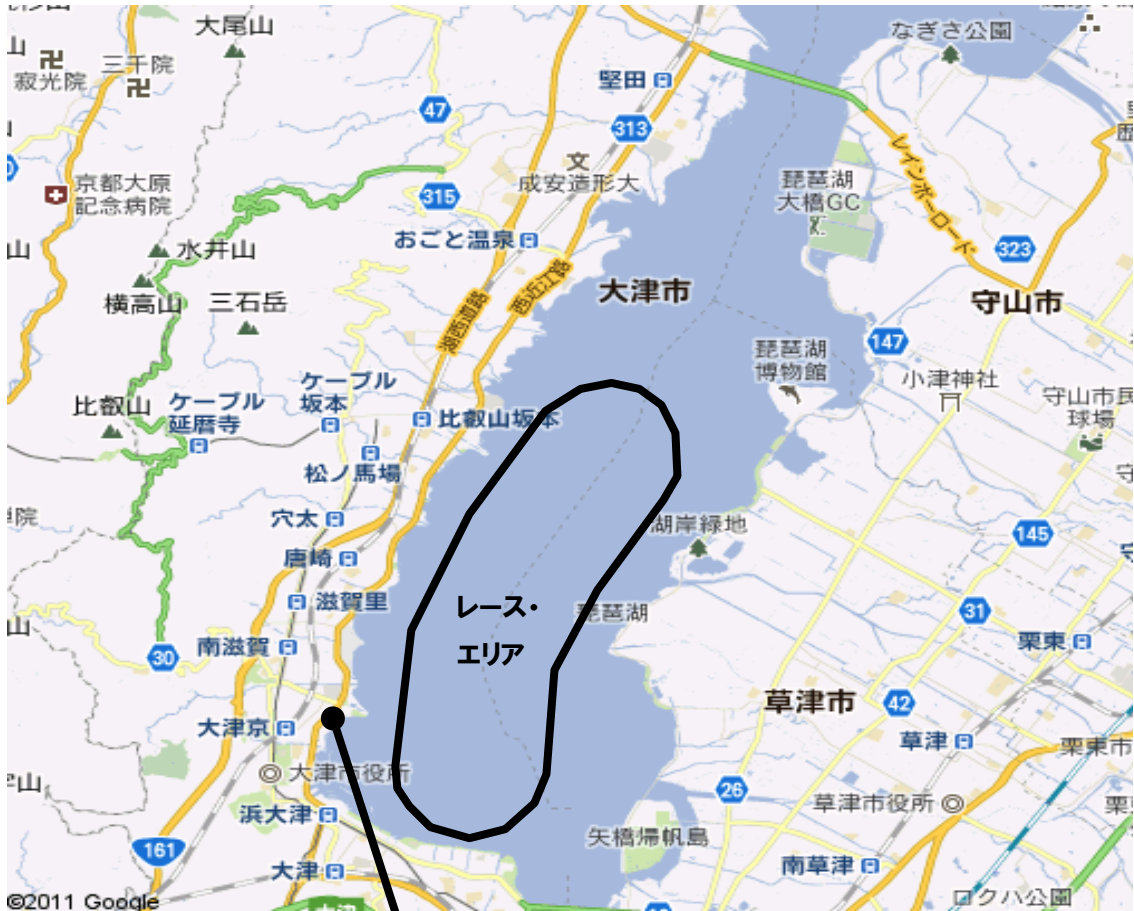 大尾山
山
寂光院
三千院
47
堅田
313
なぎさ公園
文
成安造形大
315
京都大原
記念病院
おごと温泉
琵琶湖
大橋GC
レインボーロード
323
山
水井山
横高山
三石岳
湖西道路
西近江路
大津市
守山市
147
琵琶湖
博物館
小津神社
守山市民
球場
比叡山
ケーブル
延暦寺
ケーブル
坂本
比叡山坂本
松ノ馬場
穴太
湖岸緑地
145
唐崎
滋賀里
レース・
エリア
琵琶湖
31
栗東
山
30
南滋賀
草津市
42
大津京
草津
栗東市
大津市役所
26
草津市役所
浜大津
矢橋帰帆島
161
大津
南草津
ロクハ公園
©2011 Google